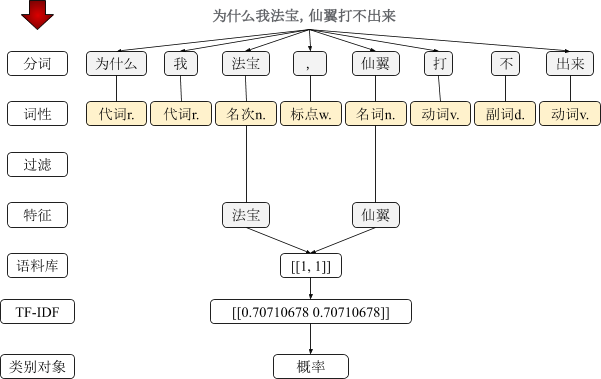 为什么我法宝, 仙翼打不出来
分词 为什么 我 法宝 , 仙翼 打 不 出来
词性 代词r. 代词r. 名次n. 标点w. 名词n. 动词v. 副词d. 动词v.
过滤
特征 法宝 仙翼
语料库 [[1, 1]]
TF-IDF [[0.70710678 0.70710678]]
类别对象 概率